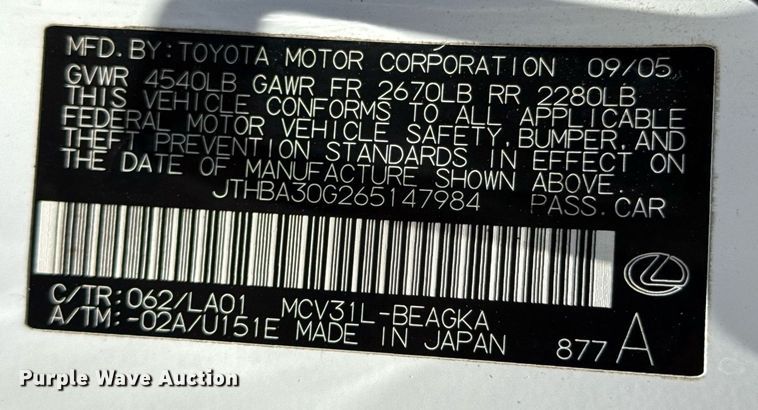 MFD. BY: TOYOTA MOTOR CORPORATION 09/05
GVWR 4540LB GAWR FR 2670LB RR 2280LB
THIS VEHICLE CONFORMS TO ALL APPLICABLE
FEDERAL MOTOR VEHICLE SAFETY, BUMPER, AND
THEFT PREVENTION STANDARDS IN EFFECT ON
THE DATE OF MANUFACTURE SHOWN ABOVE.
JTHBA30G265147984 PASS. CAR
C/TR: 062/LA01 MCV31L-BEAGKA
A/TM: -02A/U151E MADE IN JAPAN 877 A
Purple Wave Auction